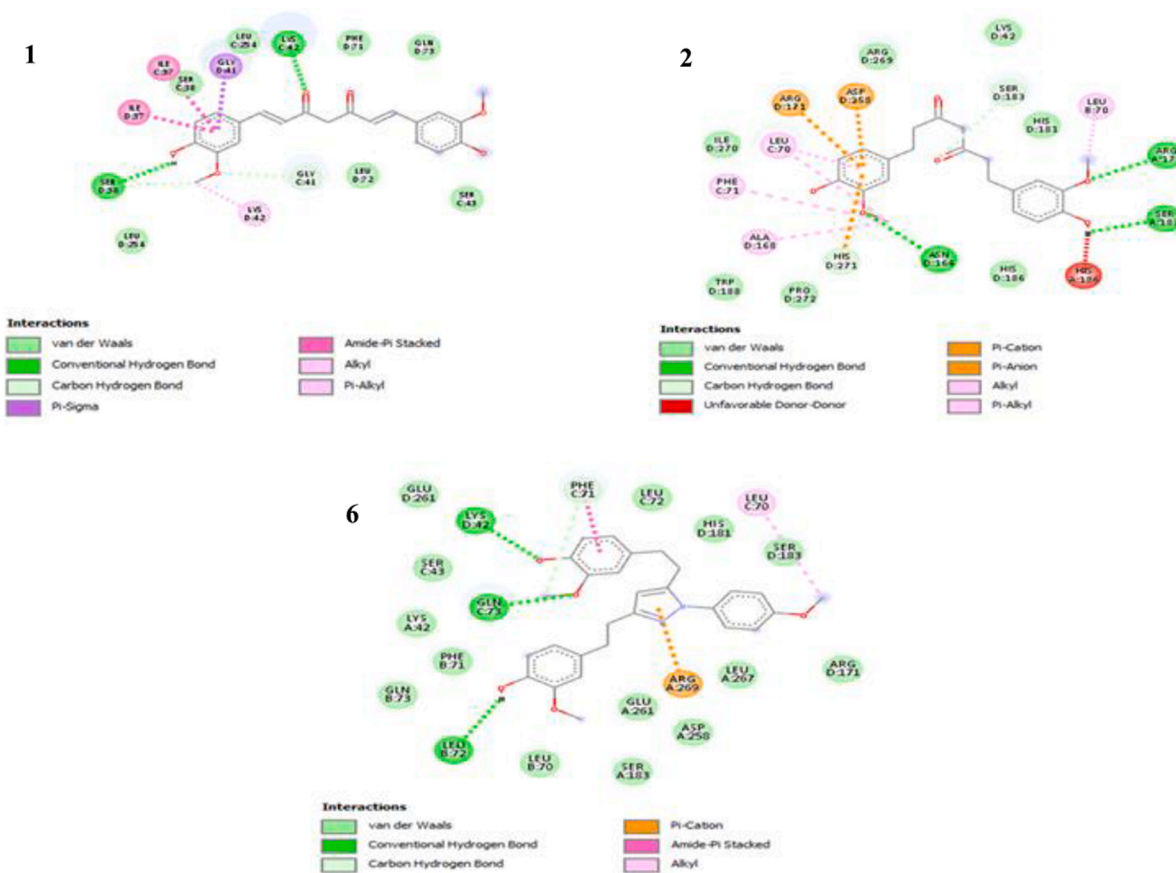 1
LEU
C:254
LYS
C:42
PHE
D:71
GLN
D:73
ILE
C:37
SER
C:38
GLY
D:41
ILE
D:37
SER
D:38
GLY
C:41
LEU
D:72
SER
C:43
LYS
D:42
LEU
D:254
Interactions
van der Waals
Conventional Hydrogen Bond
Carbon Hydrogen Bond
Pi-Sigma
Amide-Pi Stacked
Alkyl
Pi-Alkyl
2
LYS
D:42
ARG
D:269
ARG
D:171
ASP
D:258
SER
D:183
LEU
B:70
HIS
D:181
ILE
D:270
LEU
C:70
ARG
A:17
PHE
C:71
SER
A:18
ALA
D:168
HIS
D:271
ASN
D:166
HIS
D:186
HIS
A:186
TRP
D:188
PRO
D:272
Interactions
van der Waals
Conventional Hydrogen Bond
Carbon Hydrogen Bond
Unfavorable Donor-Donor
Pi-Cation
Pi-Anion
Alkyl
Pi-Alkyl
6
GLU
D:261
PHE
C:71
LEU
C:72
LEU
C:70
LYS
D:42
HIS
D:181
SER
D:183
SER
C:43
GLN
C:73
LYS
A:42
PHE
B:71
ARG
A:269
LEU
A:267
ARG
D:171
GLN
B:73
GLU
A:261
ASP
A:258
LEU
B:72
LEU
B:70
SER
A:183
Interactions
van der Waals
Conventional Hydrogen Bond
Carbon Hydrogen Bond
Pi-Cation
Amide-Pi Stacked
Alkyl